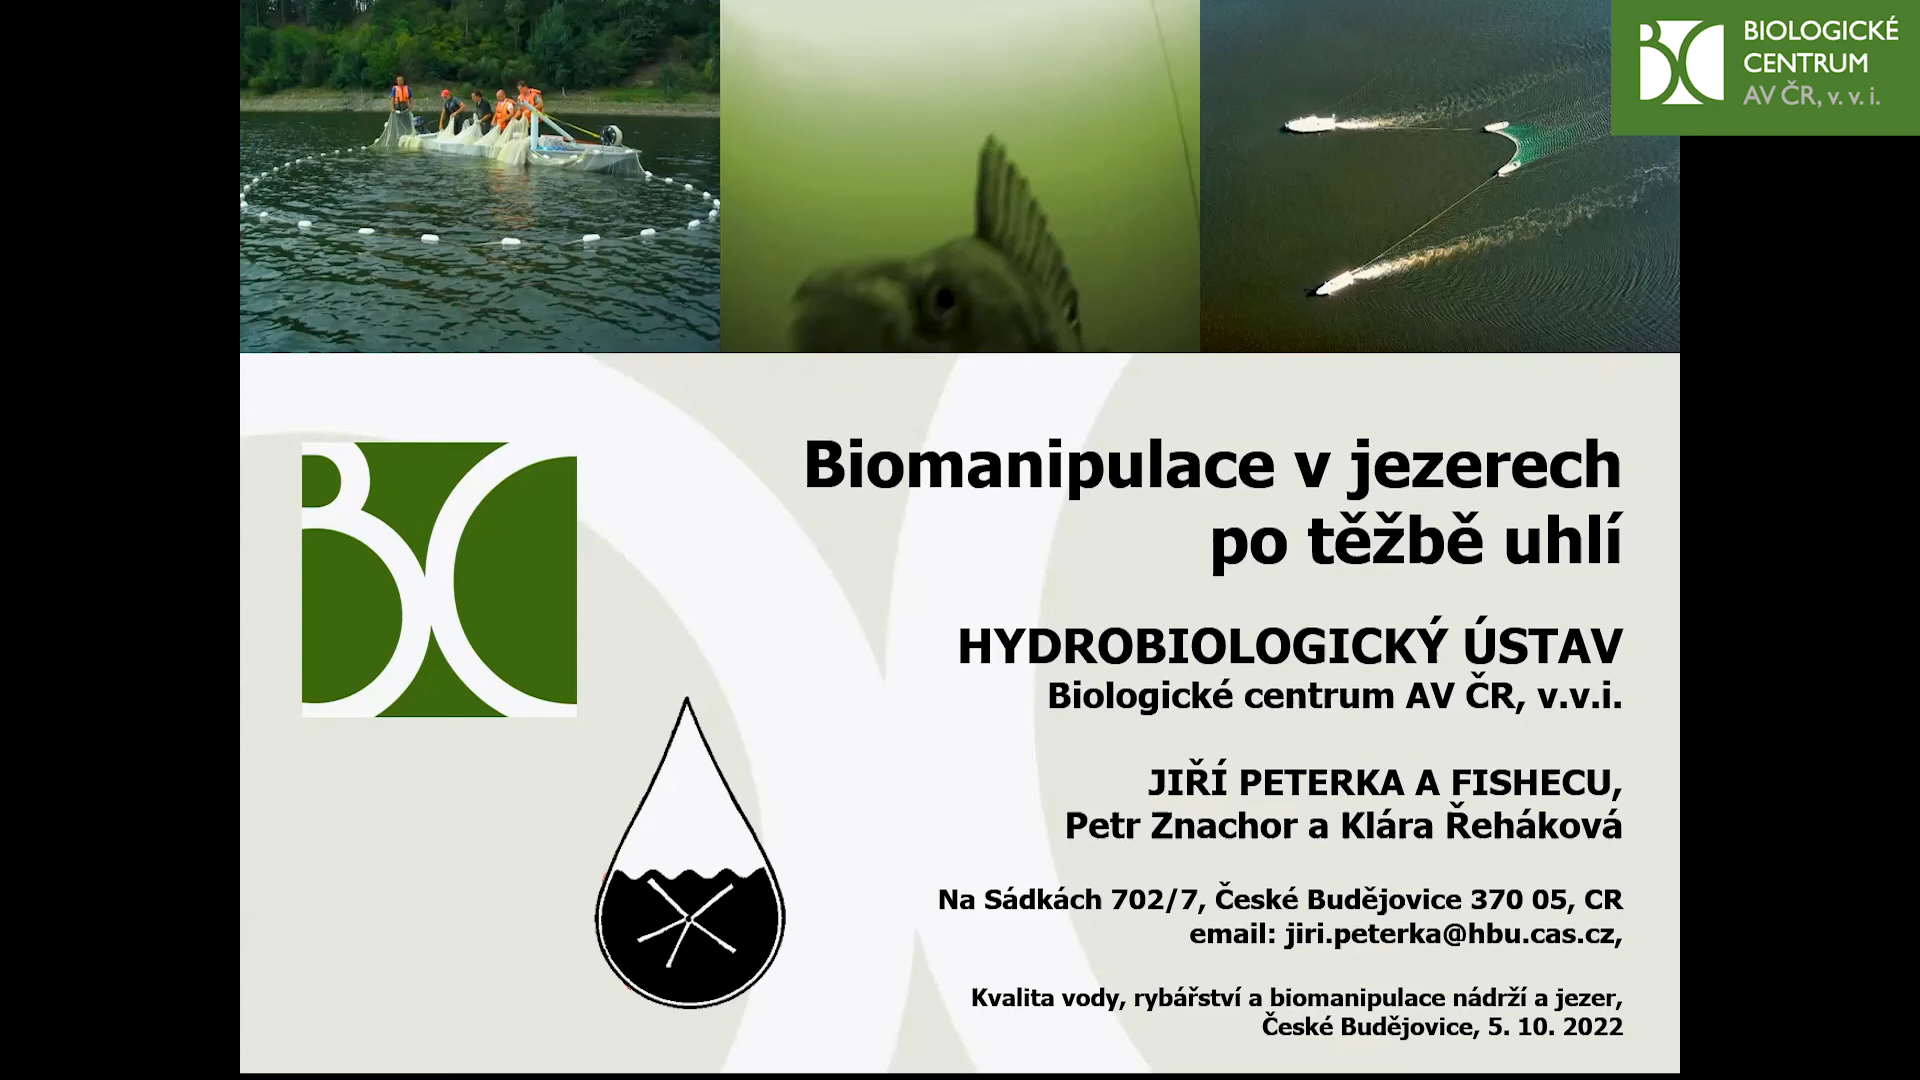 BIOLOGICKÉ
CENTRUM
AV ČR, v. v. i.
Biomanipulace v jezerech
po těžbě uhlí
HYDROBIOLOGICKÝ ÚSTAV
Biologické centrum AV ČR, v.v.i.
JIŘÍ PETERKA A FISHECU,
Petr Znachor a Klára Řeháková
Na Sádkách 702/7, České Budějovice 370 05, CR
email: jiri.peterka@hbu.cas.cz,
Kvalita vody, rybářství a biomanipulace nádrží a jezer,
České Budějovice, 5. 10. 2022